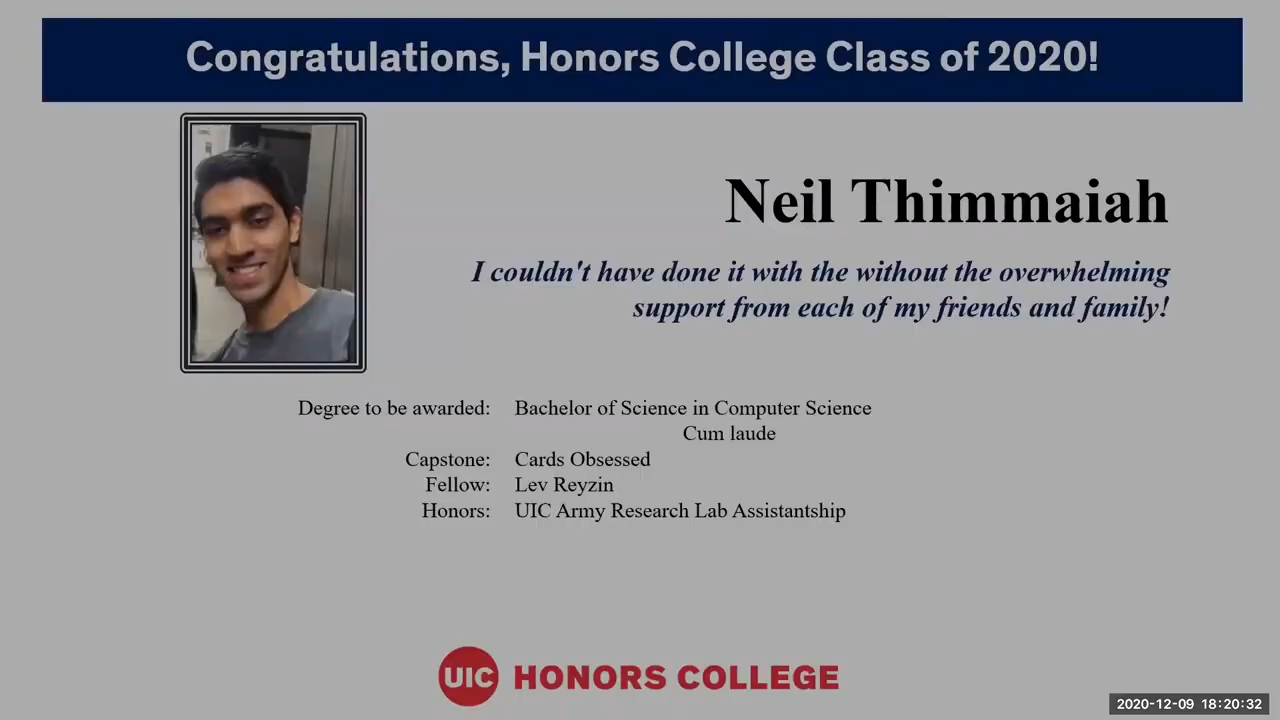 Congratulations, Honors College Class of 2020!
Neil Thimmaiah
I couldn't have done it with the without the overwhelming
support from each of my friends and family!
Degree to be awarded: Bachelor of Science in Computer Science
Cum laude
Capstone: Cards Obsessed
Fellow: Lev Reyzin
Honors: UIC Army Research Lab Assistantship
UIC HONORS COLLEGE
2020-12-09 18:20:32